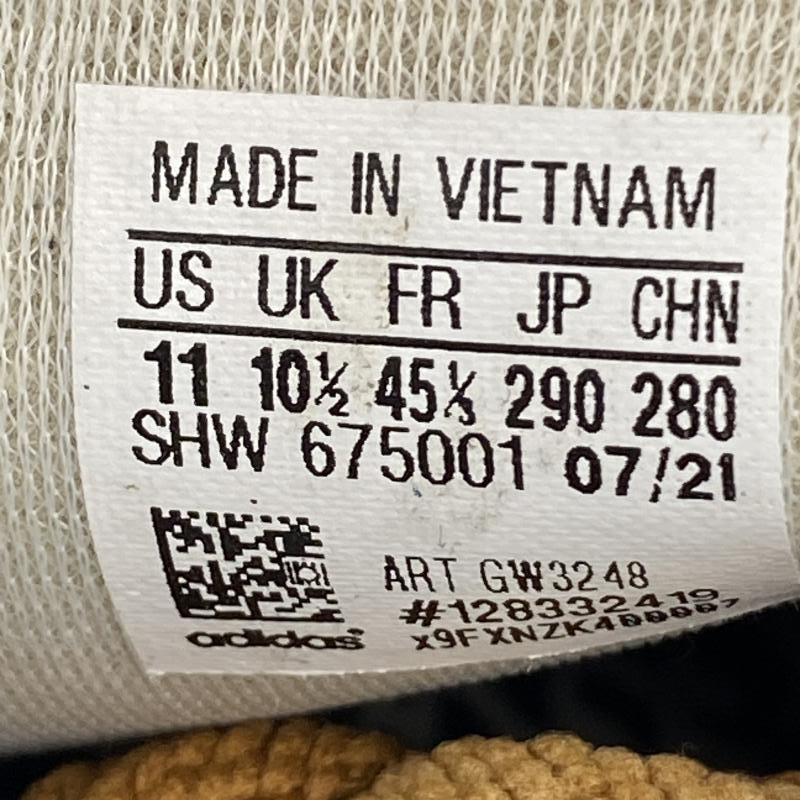 MADE IN VIETNAM
US UK FR JP CHN
11 10½ 45⅓ 290 280
SHW 675001 07/21
ART GW3248
#1283324197
adidas